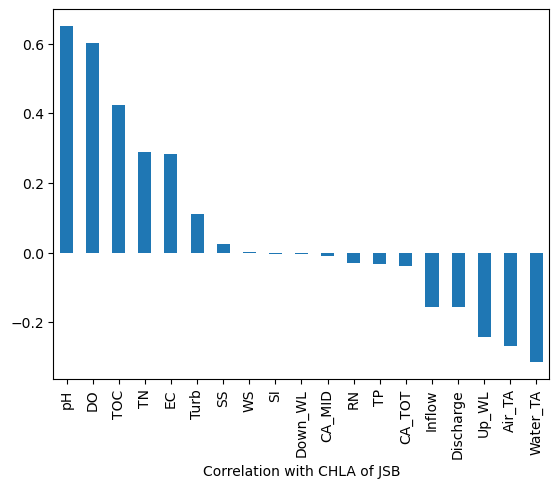 0.6
0.4
0.2
0.0
−0.2
pH
DO
TOC
TN
EC
Turb
SS
WS
SI
Down_WL
CA_MID
RN
TP
CA_TOT
Inflow
Discharge
Up_WL
Air_TA
Water_TA
Correlation with CHLA of JSB